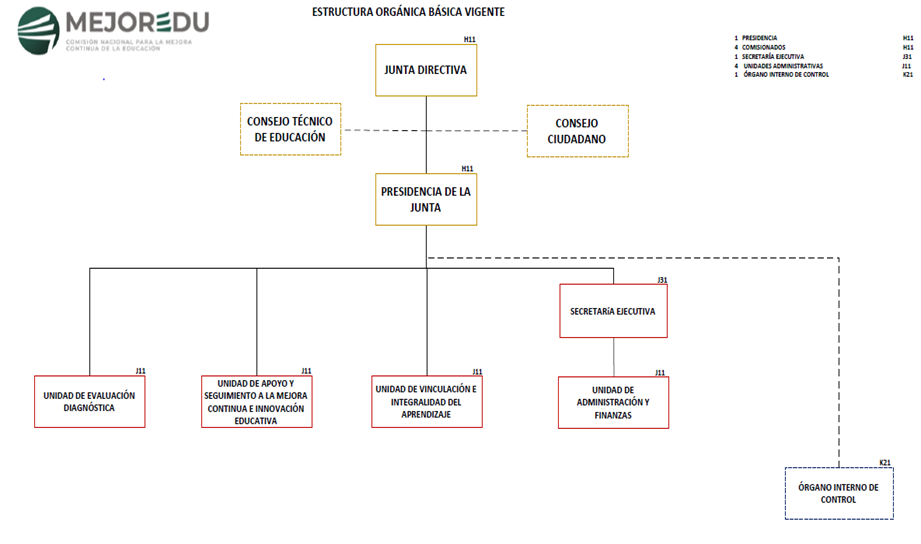 ESTRUCTURA ORGÁNICA BÁSICA VIGENTE
MEJOREDU
COMISIÓN NACIONAL PARA LA MEJORA
CONTINUA DE LA EDUCACIÓN
1 PRESIDENCIA H11
4 COMISIONADOS H11
1 SECRETARÍA EJECUTIVA J31
4 UNIDADES ADMINISTRATIVAS J11
1 ÓRGANO INTERNO DE CONTROL K21
H11
JUNTA DIRECTIVA
CONSEJO TÉCNICO
DE EDUCACIÓN
CONSEJO
CIUDADANO
H11
PRESIDENCIA DE LA
JUNTA
J31
SECRETARíA EJECUTIVA
J11
UNIDAD DE EVALUACIÓN
DIAGNÓSTICA
J11
UNIDAD DE APOYO Y
SEGUIMIENTO A LA MEJORA
CONTINUA E INNOVACIÓN
EDUCATIVA
J11
UNIDAD DE VINCULACIÓN E
INTEGRALIDAD DEL
APRENDIZAJE
J11
UNIDAD DE
ADMINISTRACIÓN Y
FINANZAS
K21
ÓRGANO INTERNO DE
CONTROL